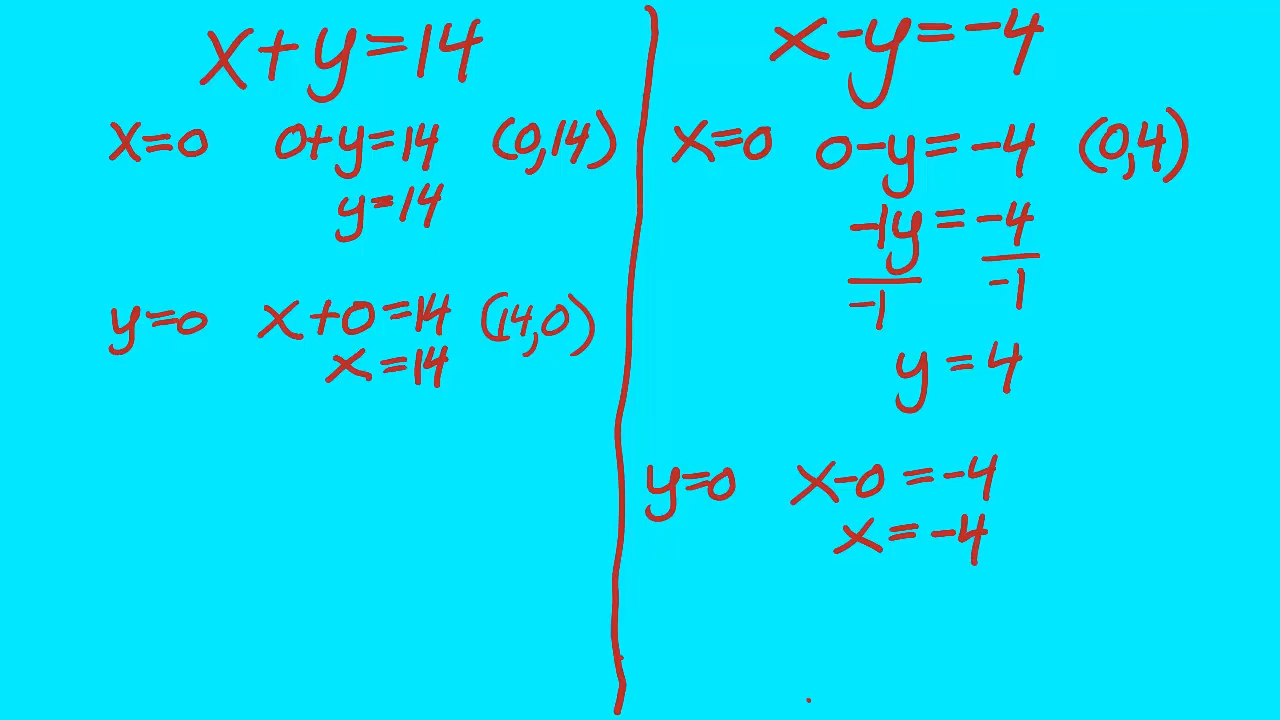 x+y=14
x=0 0+y=14 (0,14)
y=14
y=0 x+0=14 (14,0)
x=14
x-y=-4
x=0 0-y=-4 (0,4)
-1y=-4
-1 -1
y=4
y=0 x-0=-4
x=-4